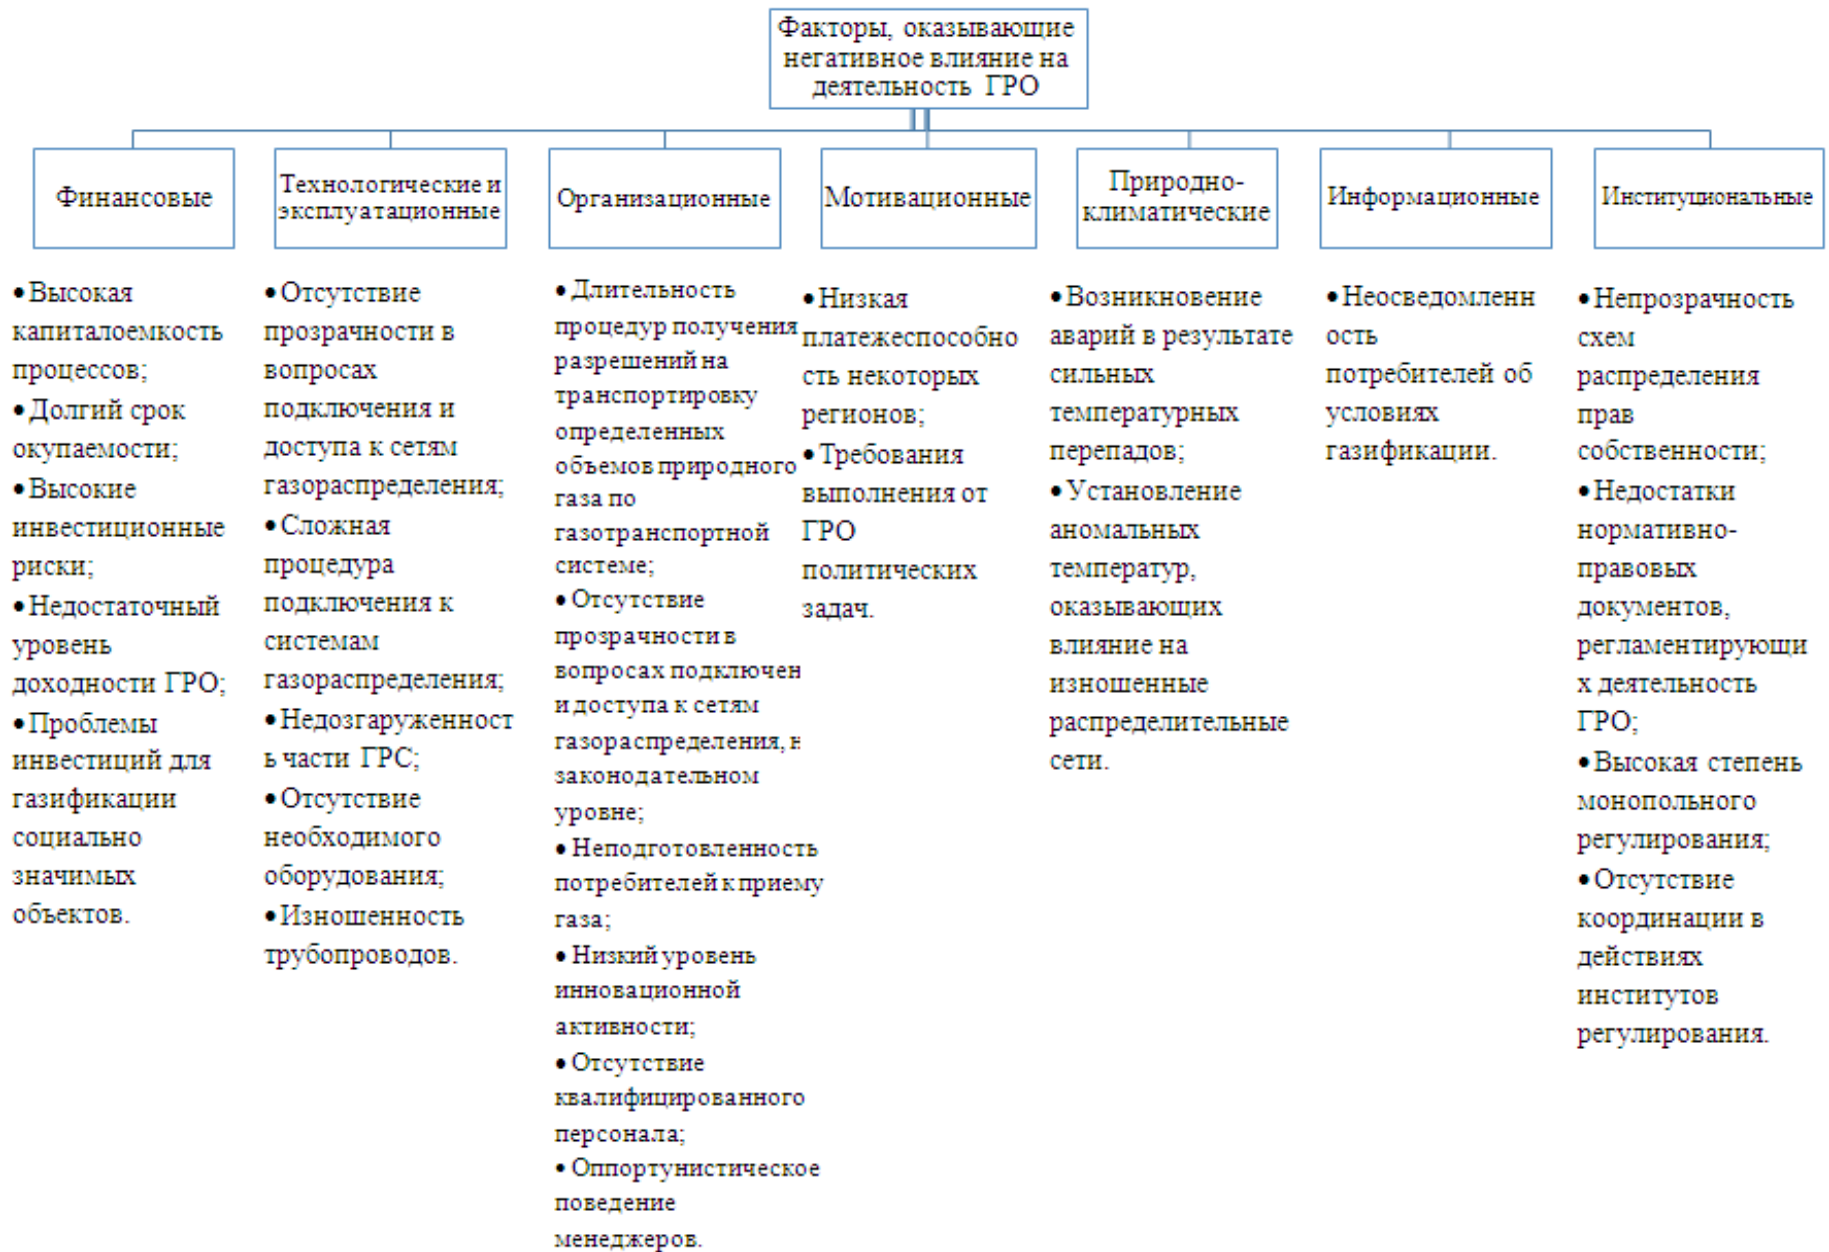 Факторы, оказывающие
негативное влияние на
деятельность ГРО
Финансовые
Технологические и
эксплуатационные
Организационные
Мотивационные
Природно-
климатические
Информационные
Институциональные
•Высокая
капиталоемкость
процессов;
•Долгий срок
окупаемости;
•Высокие
инвестиционные
риски;
•Недостаточный
уровень
доходности ГРО;
•Проблемы
инвестиций для
газификации
социально
значимых
объектов.
•Отсутствие
прозрачности в
вопросах
подключения и
доступа к сетям
газораспределения;
•Сложная
процедура
подключения к
системам
газораспределения;
•Недозгаруженност
ь части ГРС;
•Отсутствие
необходимого
оборудования;
•Изношенность
трубопроводов.
•Длительность
процедур получения
разрешений на
транспортировку
определенных
объемов природного
газа по
газотранспортной
системе;
•Отсутствие
прозрачности в
вопросах подключен
и доступа к сетям
газораспределения, н
законодательном
уровне;
•Неподготовленность
потребителей к приему
газа;
•Низкий уровень
инновационной
активности;
•Отсутствие
квалифицированного
персонала;
•Оппортунистическое
поведение
менеджеров.
•Низкая
платежеспособно
сть некоторых
регионов;
•Требования
выполнения от
ГРО
политических
задач.
•Возникновение
аварий в результате
сильных
температурных
перепадов;
•Установление
аномальных
температур,
оказывающих
влияние на
изношенные
распределительные
сети.
•Неосведомленн
ость
потребителей об
условиях
газификации.
•Непрозрачность
схем
распределения
прав
собственности;
•Недостатки
нормативно-
правовых
документов,
регламентирующи
х деятельность
ГРО;
•Высокая степень
монопольного
регулирования;
•Отсутствие
координации в
действиях
институтов
регулирования.